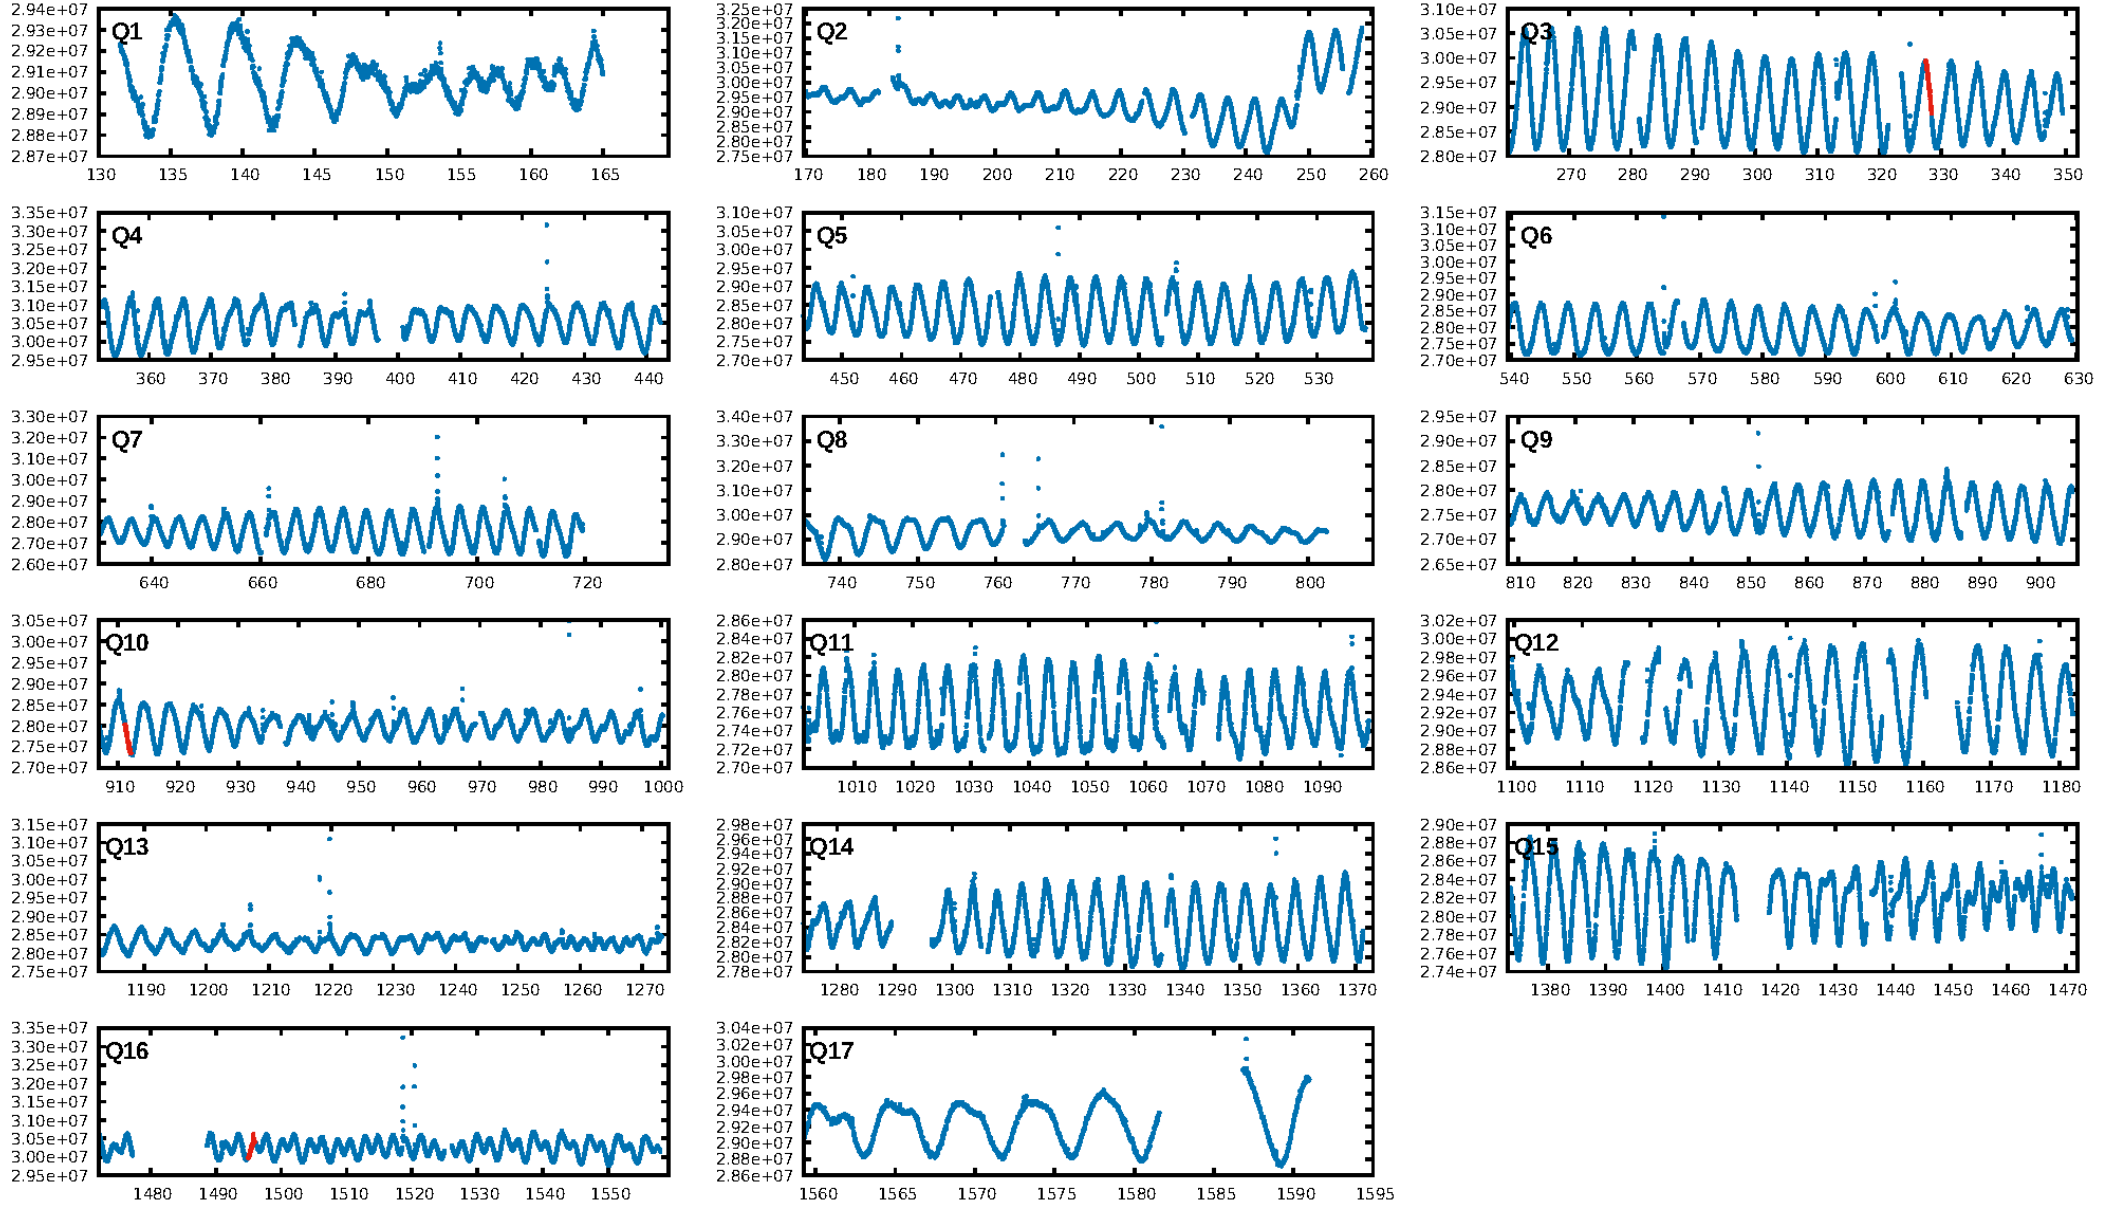 Q1
2.94e+07
2.93e+07
2.92e+07
2.91e+07
2.90e+07
2.89e+07
2.88e+07
2.87e+07
130 135 140 145 150 155 160 165
Q2
3.25e+07
3.20e+07
3.15e+07
3.10e+07
3.05e+07
3.00e+07
2.95e+07
2.90e+07
2.85e+07
2.80e+07
2.75e+07
170 180 190 200 210 220 230 240 250 260
Q3
3.10e+07
3.05e+07
3.00e+07
2.95e+07
2.90e+07
2.85e+07
2.80e+07
270 280 290 300 310 320 330 340 350
Q4
3.35e+07
3.30e+07
3.25e+07
3.20e+07
3.15e+07
3.10e+07
3.05e+07
3.00e+07
2.95e+07
360 370 380 390 400 410 420 430 440
Q5
3.10e+07
3.05e+07
3.00e+07
2.95e+07
2.90e+07
2.85e+07
2.80e+07
2.75e+07
2.70e+07
450 460 470 480 490 500 510 520 530
Q6
3.15e+07
3.10e+07
3.05e+07
3.00e+07
2.95e+07
2.90e+07
2.85e+07
2.80e+07
2.75e+07
2.70e+07
540 550 560 570 580 590 600 610 620 630
Q7
3.30e+07
3.20e+07
3.10e+07
3.00e+07
2.90e+07
2.80e+07
2.70e+07
2.60e+07
640 660 680 700 720
Q8
3.40e+07
3.30e+07
3.20e+07
3.10e+07
3.00e+07
2.90e+07
2.80e+07
740 750 760 770 780 790 800
Q9
2.95e+07
2.90e+07
2.85e+07
2.80e+07
2.75e+07
2.70e+07
2.65e+07
810 820 830 840 850 860 870 880 890 900
Q10
3.05e+07
3.00e+07
2.95e+07
2.90e+07
2.85e+07
2.80e+07
2.75e+07
2.70e+07
910 920 930 940 950 960 970 980 990 1000
Q11
2.86e+07
2.84e+07
2.82e+07
2.80e+07
2.78e+07
2.76e+07
2.74e+07
2.72e+07
2.70e+07
1010 1020 1030 1040 1050 1060 1070 1080 1090
Q12
3.02e+07
3.00e+07
2.98e+07
2.96e+07
2.94e+07
2.92e+07
2.90e+07
2.88e+07
2.86e+07
1100 1110 1120 1130 1140 1150 1160 1170 1180
Q13
3.15e+07
3.10e+07
3.05e+07
3.00e+07
2.95e+07
2.90e+07
2.85e+07
2.80e+07
2.75e+07
1190 1200 1210 1220 1230 1240 1250 1260 1270
Q14
2.98e+07
2.96e+07
2.94e+07
2.92e+07
2.90e+07
2.88e+07
2.86e+07
2.84e+07
2.82e+07
2.80e+07
2.78e+07
1280 1290 1300 1310 1320 1330 1340 1350 1360 1370
Q15
2.90e+07
2.88e+07
2.86e+07
2.84e+07
2.82e+07
2.80e+07
2.78e+07
2.76e+07
2.74e+07
1380 1390 1400 1410 1420 1430 1440 1450 1460 1470
Q16
3.35e+07
3.30e+07
3.25e+07
3.20e+07
3.15e+07
3.10e+07
3.05e+07
3.00e+07
2.95e+07
1480 1490 1500 1510 1520 1530 1540 1550
Q17
3.04e+07
3.02e+07
3.00e+07
2.98e+07
2.96e+07
2.94e+07
2.92e+07
2.90e+07
2.88e+07
2.86e+07
1560 1565 1570 1575 1580 1585 1590 1595